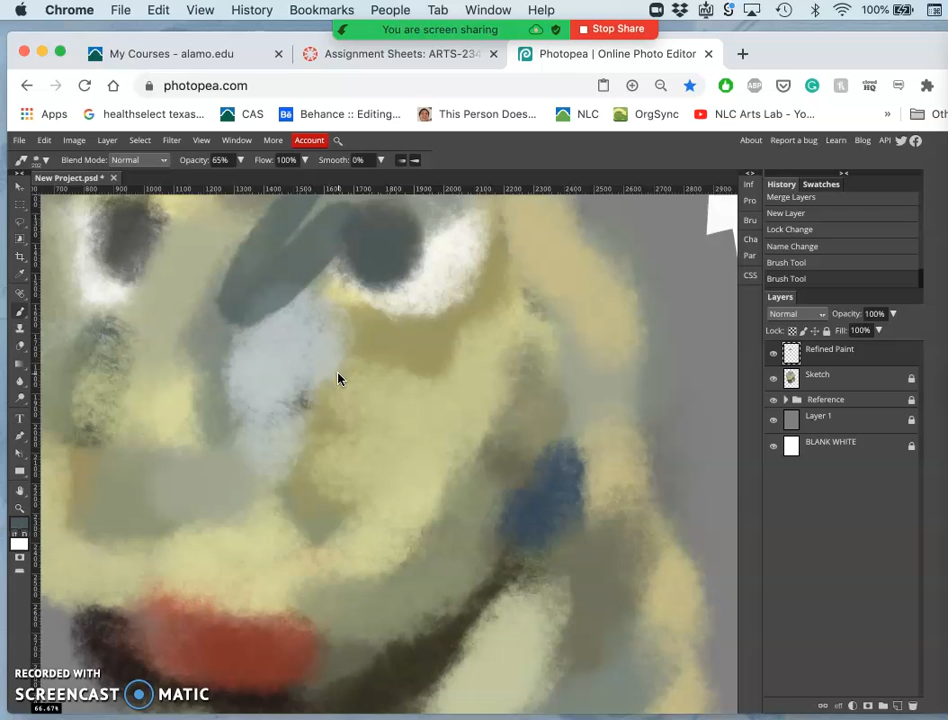 Chrome File Edit View History Bookmarks People Tab Window Help 100%
You are screen sharing Stop Share
My Courses - alamo.edu Assignment Sheets: ARTS-234 Photopea | Online Photo Editor
photopea.com
Apps healthselect texas... CAS Behance :: Editing... This Person Does... NLC OrgSync NLC Arts Lab - Yo... » Oth
File Edit Image Layer Select Filter View Window More Account About Report a bug Learn Blog API
Blend Mode: Normal Opacity: 65% Flow: 100% Smooth: 0%
New Project.psd *
700 800 900 1000 1100 1200 1300 1400 1500 1600 1700 1800 1900 2000 2100 2200 2300 2400 2500 2600 2700 2800 2900
Inf
Pro
Bru
Cha
Par
CSS
History Swatches
Merge Layers
New Layer
Lock Change
Name Change
Brush Tool
Brush Tool
Layers
Normal Opacity: 100%
Lock: Fill: 100%
Refined Paint
Sketch
Reference
Layer 1
BLANK WHITE
RECORDED WITH
SCREENCAST MATIC
66.67%